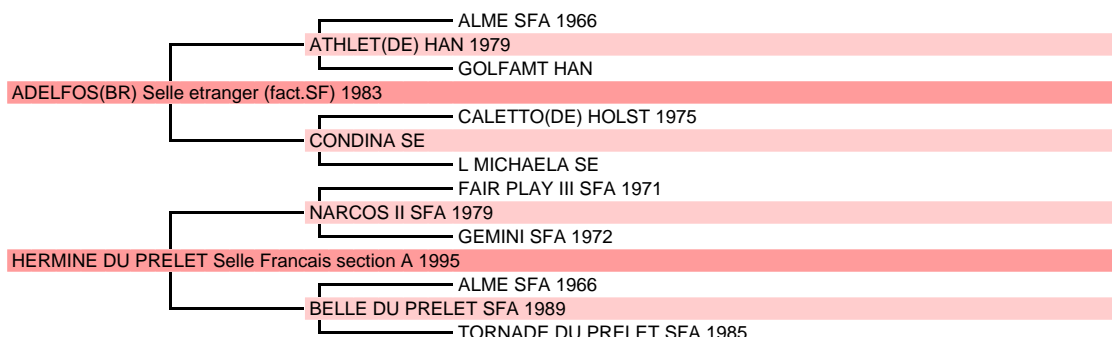 ALME SFA 1966
ATHLET(DE) HAN 1979
GOLFAMT HAN
ADELFOS(BR) Selle etranger (fact.SF) 1983
CALETTO(DE) HOLST 1975
CONDINA SE
L MICHAELA SE
FAIR PLAY III SFA 1971
NARCOS II SFA 1979
GEMINI SFA 1972
HERMINE DU PRELET Selle Francais section A 1995
ALME SFA 1966
BELLE DU PRELET SFA 1989
TORNADE DU PRELET SFA 1985